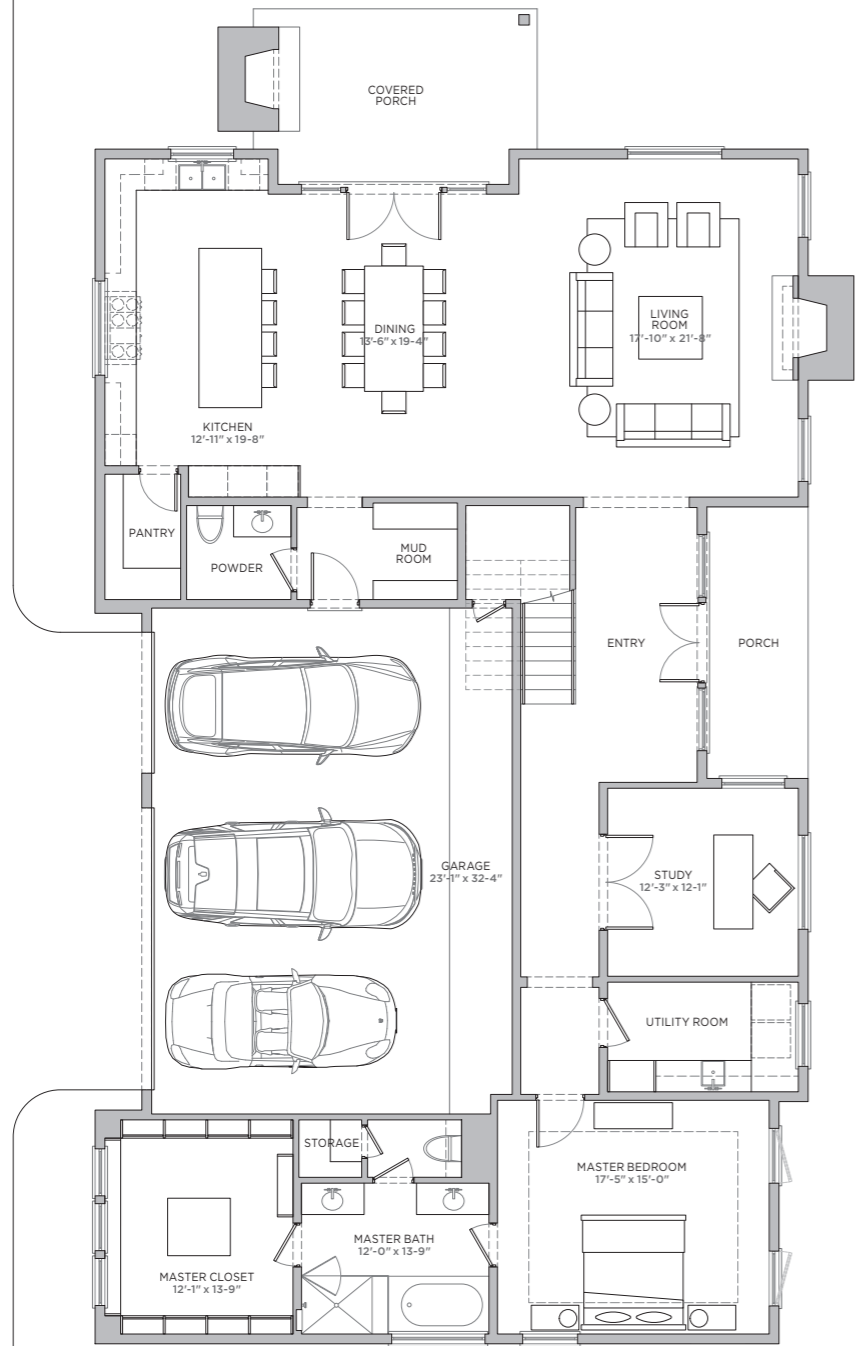 COVERED
PORCH
DINING
13'-6" x 19-4"
LIVING
ROOM
17'-10" x 21'-8"
KITCHEN
12'-11" x 19-8"
PANTRY
POWDER
MUD
ROOM
ENTRY
PORCH
GARAGE
23'-1" x 32-4"
STUDY
12'-3" x 12-1"
UTILITY ROOM
STORAGE
MASTER BEDROOM
17'-5" x 15'-0"
MASTER BATH
12'-0" x 13-9"
MASTER CLOSET
12'-1" x 13-9"